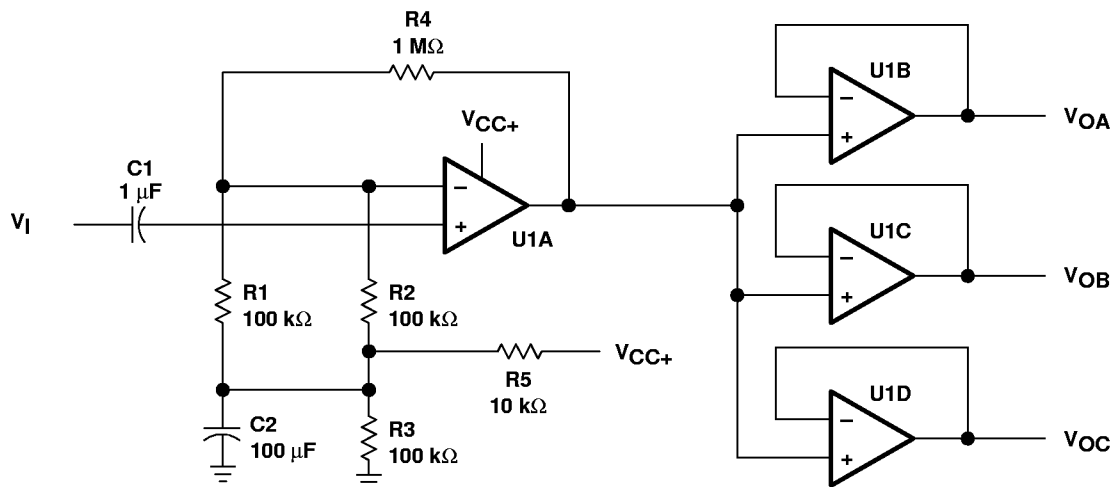 R4
1 MΩ
VCC+
C1
1 µF
VI
−
+
U1A
R1
100 kΩ
R2
100 kΩ
R5
10 kΩ
VCC+
C2
100 µF
R3
100 kΩ
U1B
−
+
VOA
U1C
−
+
VOB
U1D
−
+
VOC